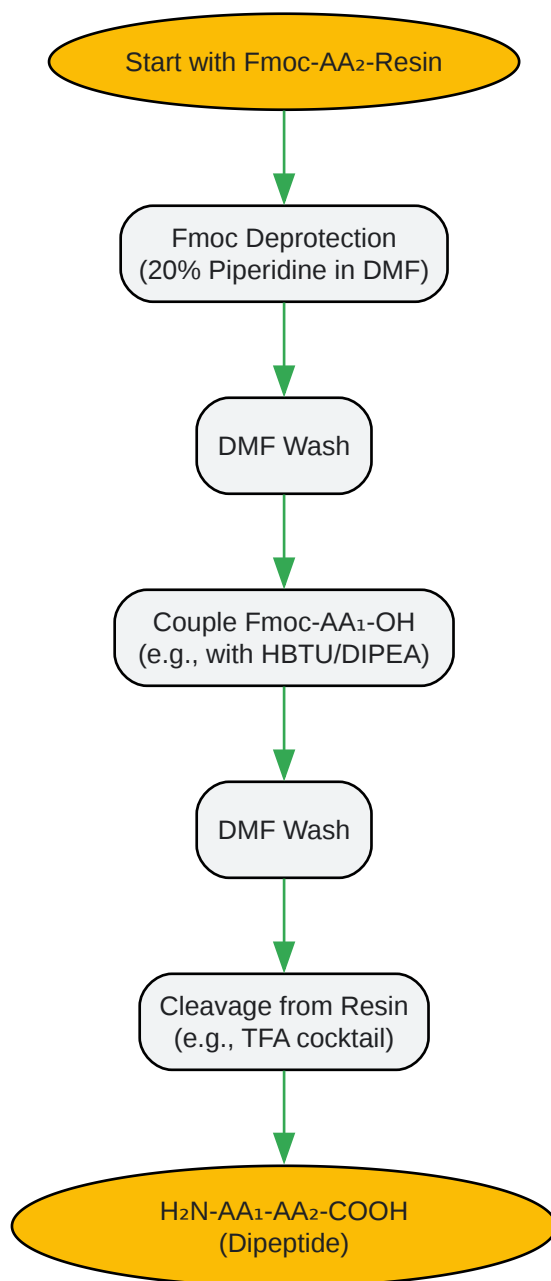 Start with Fmoc-AA₂-Resin
Fmoc Deprotection
(20% Piperidine in DMF)
DMF Wash
Couple Fmoc-AA₁-OH
(e.g., with HBTU/DIPEA)
DMF Wash
Cleavage from Resin
(e.g., TFA cocktail)
H₂N-AA₁-AA₂-COOH
(Dipeptide)